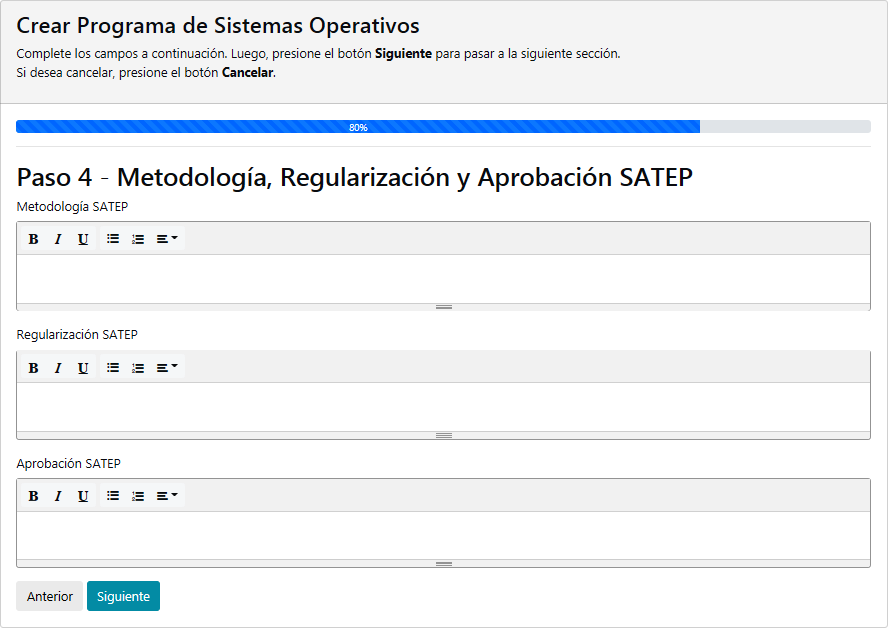 Crear Programa de Sistemas Operativos
Complete los campos a continuación. Luego, presione el botón Siguiente para pasar a la siguiente sección.
Si desea cancelar, presione el botón Cancelar.
80%
Paso 4 - Metodología, Regularización y Aprobación SATEP
Metodología SATEP
B I U
Regularización SATEP
B I U
Aprobación SATEP
B I U
Anterior Siguiente